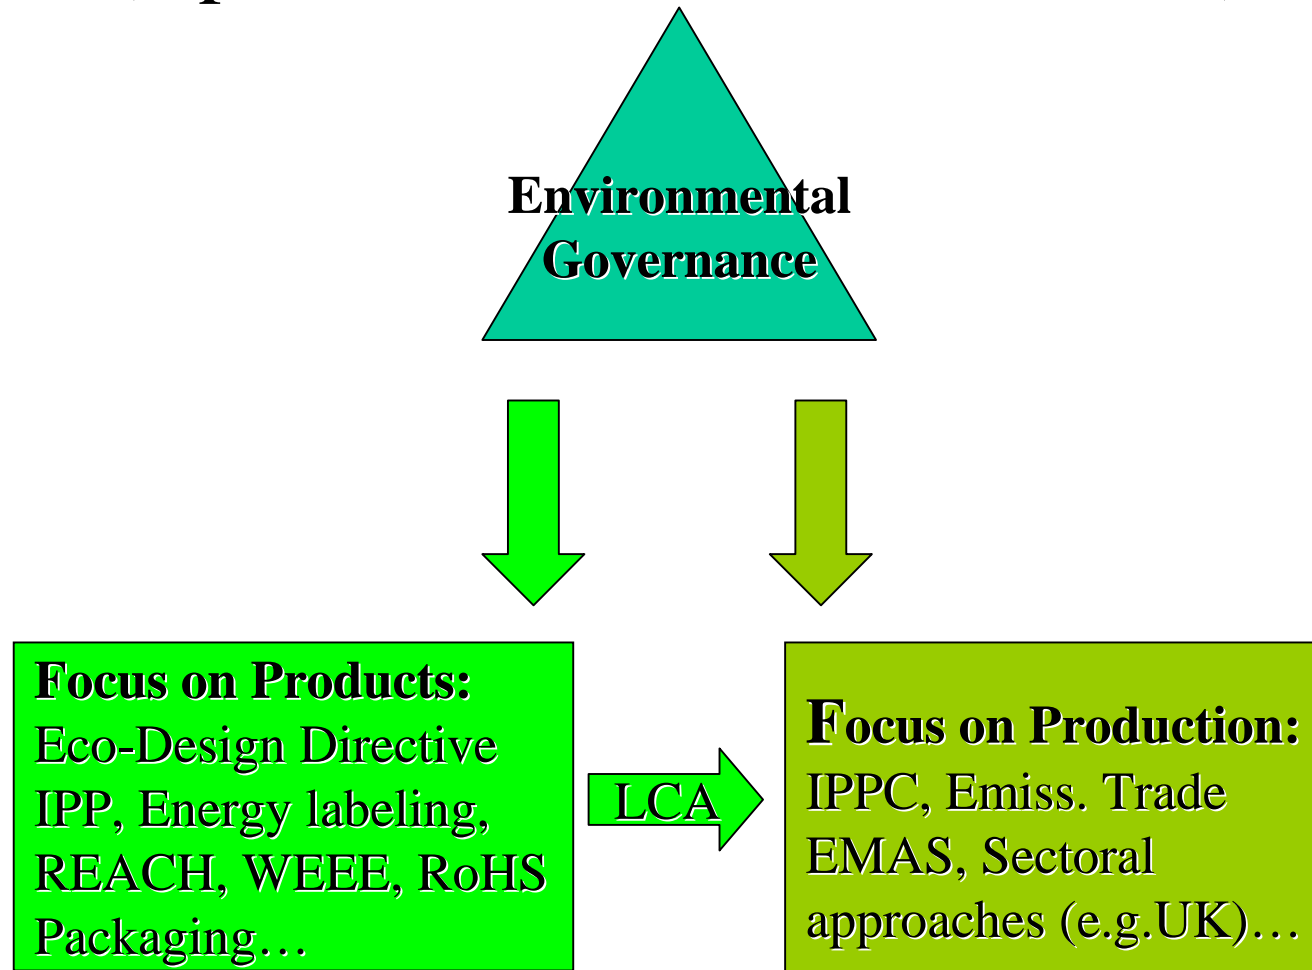 Environmental
Governance
Focus on Products:
Eco-Design Directive
IPP, Energy labeling,
REACH, WEEE, RoHS
Packaging…
LCA
Focus on Production:
IPPC, Emiss. Trade
EMAS, Sectoral
approaches (e.g.UK)…